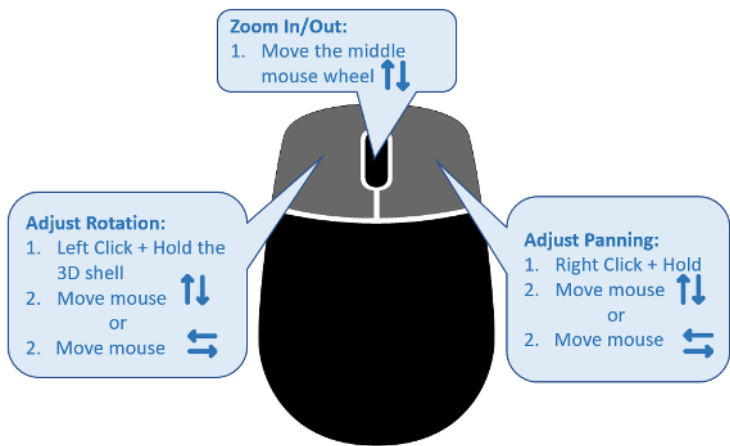 Zoom In/Out:
1. Move the middle
mouse wheel
Adjust Rotation:
1. Left Click + Hold the
3D shell
2. Move mouse
or
2. Move mouse
Adjust Panning:
1. Right Click + Hold
2. Move mouse
or
2. Move mouse